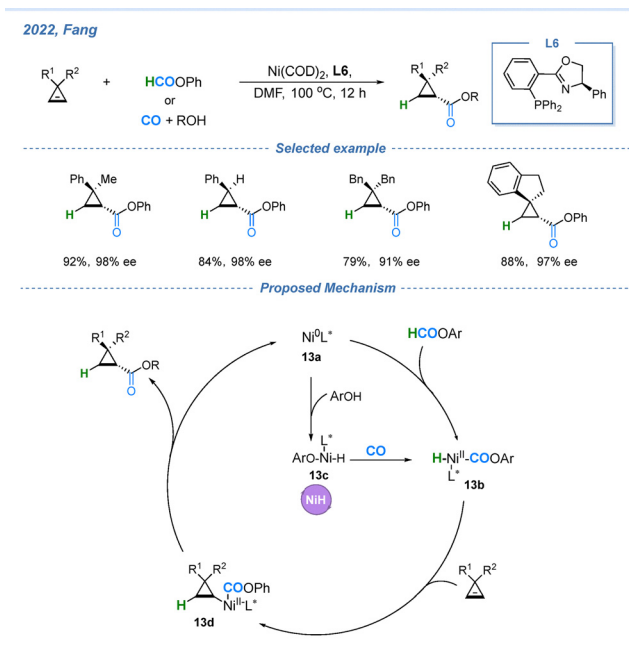 2022, Fang
L6
R1 R2
+
HCOOPh
or
CO + ROH
Ni(COD)2, L6,
DMF, 100 ºC, 12 h
R1 R2
H
OR
O
O
N
Ph
PPh2
Selected example
Ph Me
H
OPh
O
92%, 98% ee
Ph H
H
OPh
O
84%, 98% ee
Bn Bn
H
OPh
O
79%, 91% ee
H
OPh
O
88%, 97% ee
Proposed Mechanism
R1 R2
H
OR
O
Ni0L*
13a
HCOOAr
ArOH
L*
ArO-Ni-H
13c
NiH
CO
H-NiII-COOAr
L*
13b
R1 R2
R1 R2
COOPh
H
NiII-L*
13d